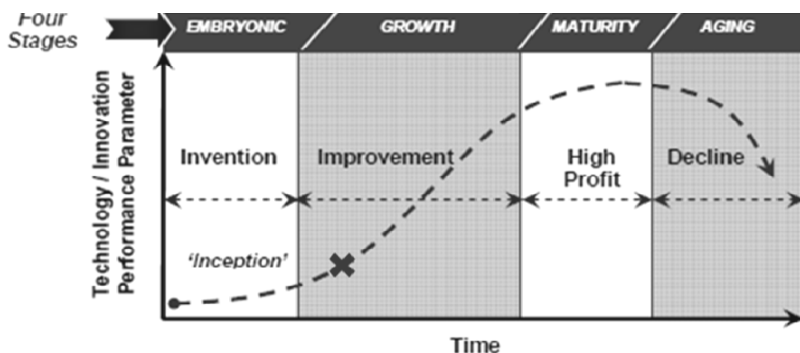 Four
Stages
EMBRYONIC
GROWTH
MATURITY
AGING
Technology / Innovation
Performance Parameter
Invention
Improvement
High
Profit
Decline
‘Inception’
Time